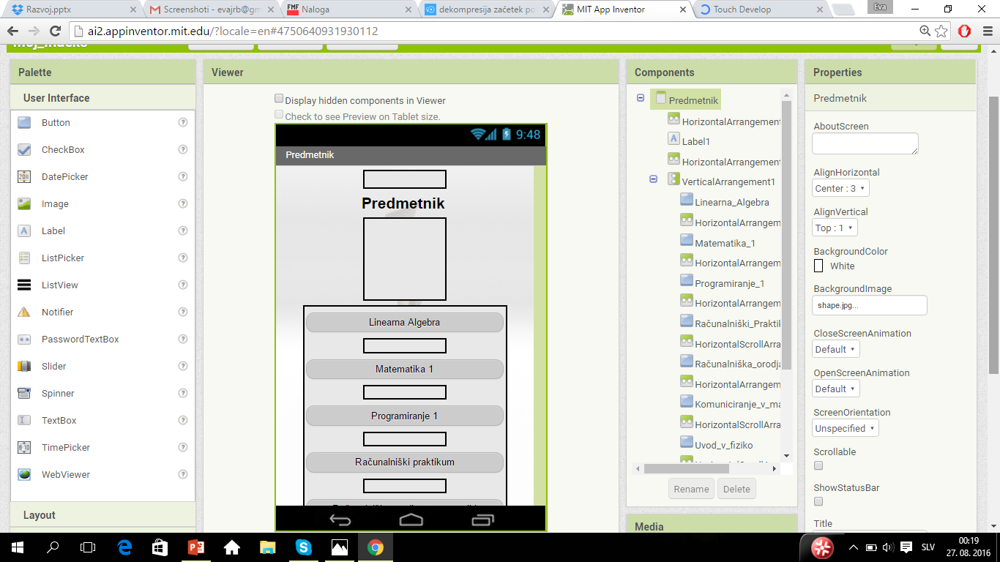 Razvoj.pptx
Screenshoti - evajrb@gm
FMF Naloga
dekompresija začetek po
MIT App Inventor
Touch Develop
Eva
ai2.appinventor.mit.edu/?locale=en#4750640931930112
Palette
User Interface
Button
CheckBox
DatePicker
Image
Label
ListPicker
ListView
Notifier
PasswordTextBox
Slider
Spinner
TextBox
TimePicker
WebViewer
Layout
Viewer
Display hidden components in Viewer
Check to see Preview on Tablet size.
9:48
Predmetnik
Predmetnik
Linearna Algebra
Matematika 1
Programiranje 1
Računalniški praktikum
Components
Predmetnik
HorizontalArrangement
Label1
HorizontalArrangement
VerticalArrangement1
Linearna_Algebra
HorizontalArrangem
Matematika_1
HorizontalArrangem
Programiranje_1
HorizontalArrangem
Računalniški_Praktik
HorizontalScrollArra
Računalniška_orodja
HorizontalArrangem
Komuniciranje_v_ma
HorizontalScrollArra
Uvod_v_fiziko
Rename Delete
Media
Properties
Predmetnik
AboutScreen
AlignHorizontal
Center : 3
AlignVertical
Top : 1
BackgroundColor
White
BackgroundImage
shape.jpg...
CloseScreenAnimation
Default
OpenScreenAnimation
Default
ScreenOrientation
Unspecified
Scrollable
ShowStatusBar
Title
SLV
00:19
27. 08. 2016